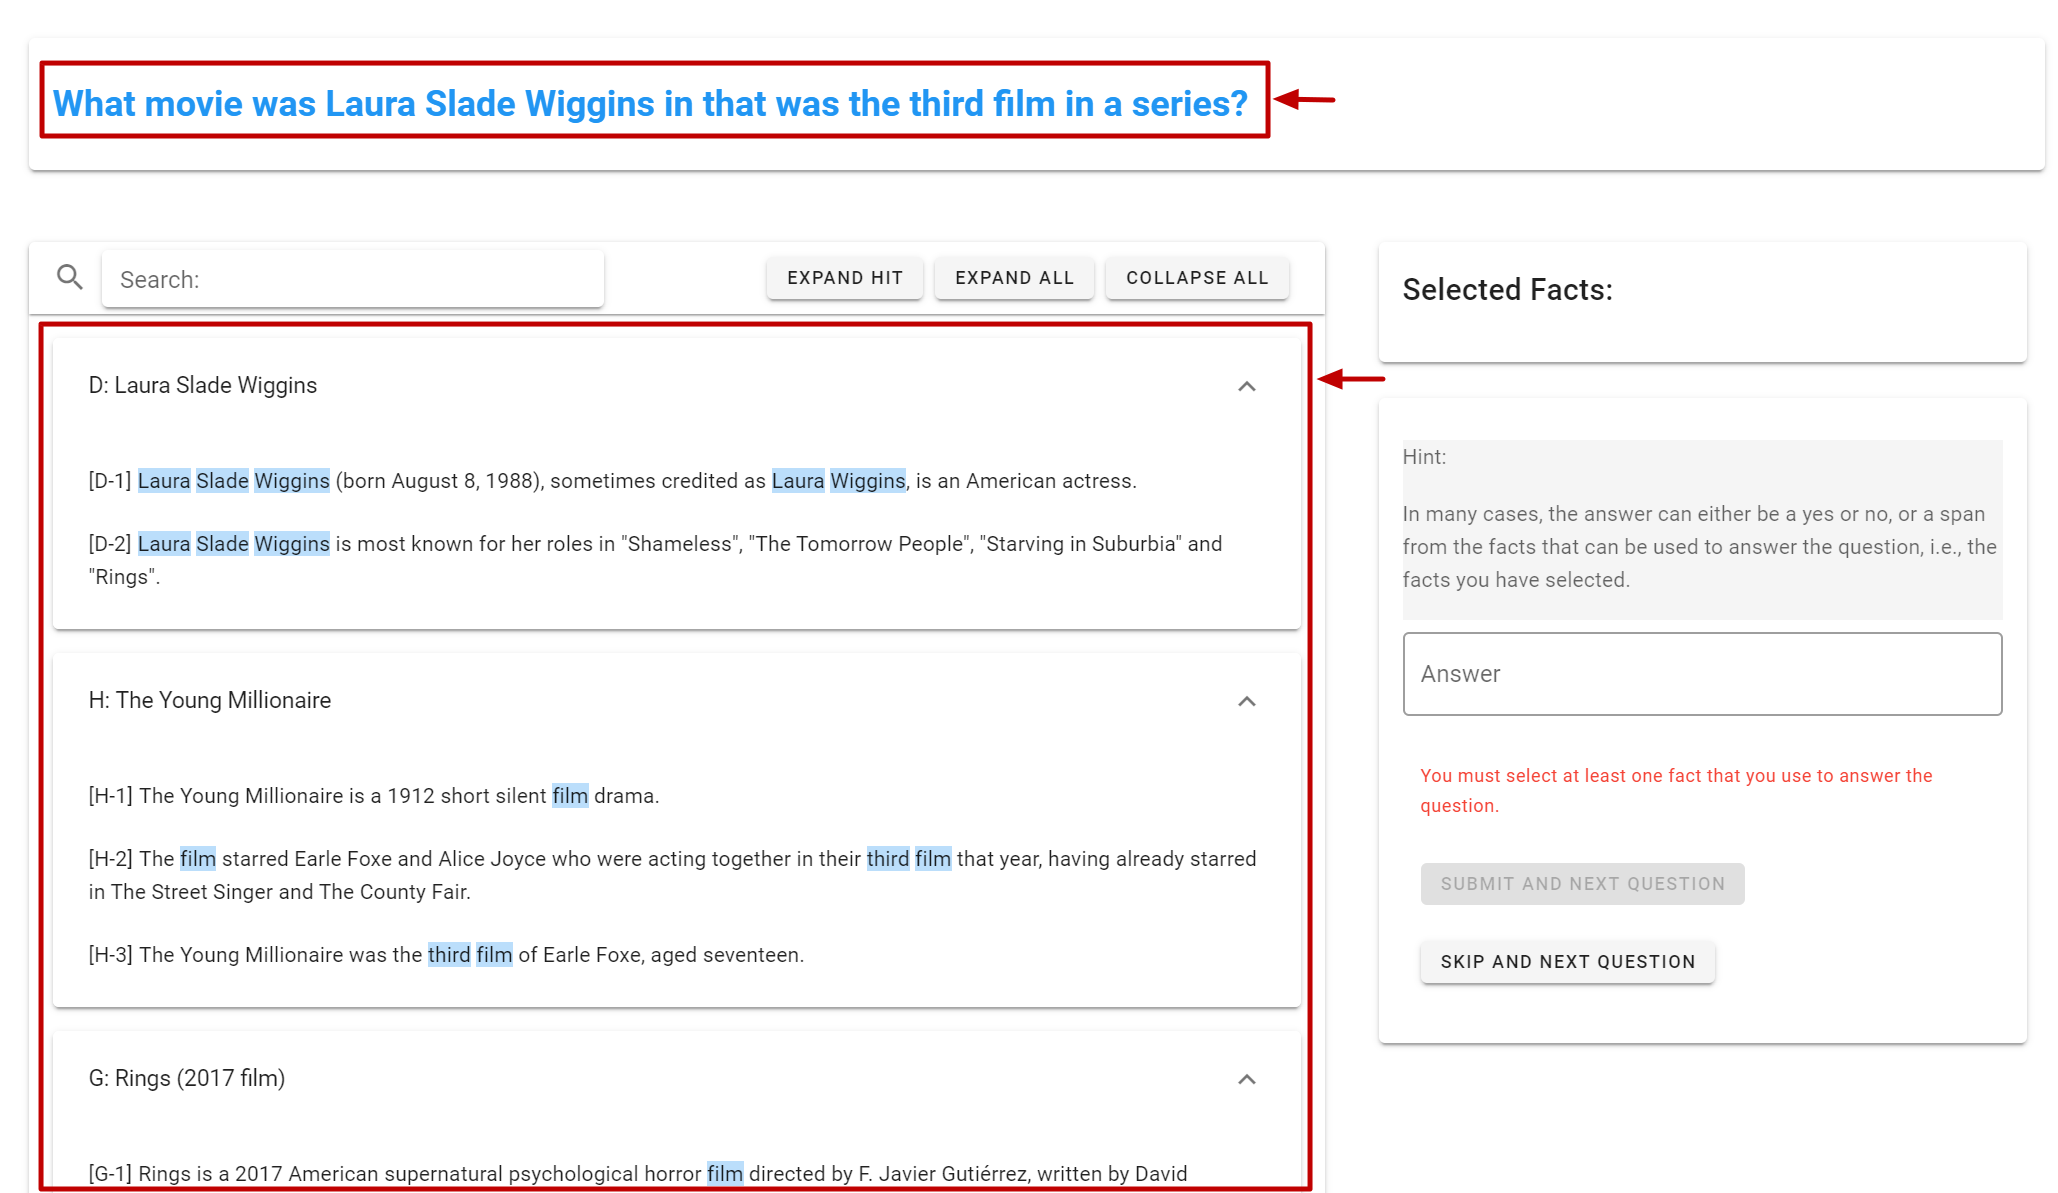 What movie was Laura Slade Wiggins in that was the third film in a series?
Search:
EXPAND HIT
EXPAND ALL
COLLAPSE ALL
D: Laura Slade Wiggins
[D-1] Laura Slade Wiggins (born August 8, 1988), sometimes credited as Laura Wiggins, is an American actress.
[D-2] Laura Slade Wiggins is most known for her roles in "Shameless", "The Tomorrow People", "Starving in Suburbia" and
"Rings".
H: The Young Millionaire
[H-1] The Young Millionaire is a 1912 short silent film drama.
[H-2] The film starred Earle Foxe and Alice Joyce who were acting together in their third film that year, having already starred
in The Street Singer and The County Fair.
[H-3] The Young Millionaire was the third film of Earle Foxe, aged seventeen.
G: Rings (2017 film)
[G-1] Rings is a 2017 American supernatural psychological horror film directed by F. Javier Gutiérrez, written by David
Selected Facts:
Hint:
In many cases, the answer can either be a yes or no, or a span
from the facts that can be used to answer the question, i.e., the
facts you have selected.
Answer
You must select at least one fact that you use to answer the
question.
SUBMIT AND NEXT QUESTION
SKIP AND NEXT QUESTION